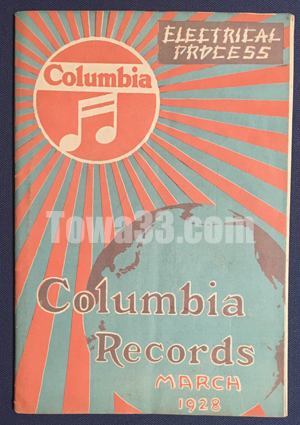 ELECTRICAL
PROCESS
Columbia
Towa33.com
Columbia
Records
MARCH
1928